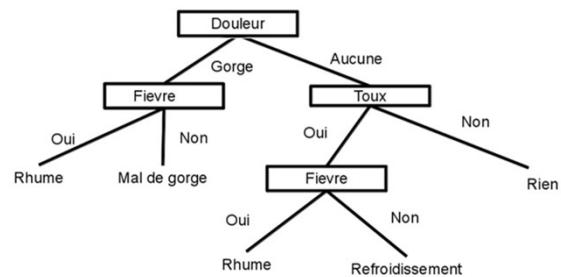 Douleur
Gorge
Aucune
Fievre
Toux
Oui
Non
Oui
Non
Rhume
Mal de gorge
Fievre
Rien
Oui
Non
Rhume
Refroidissement